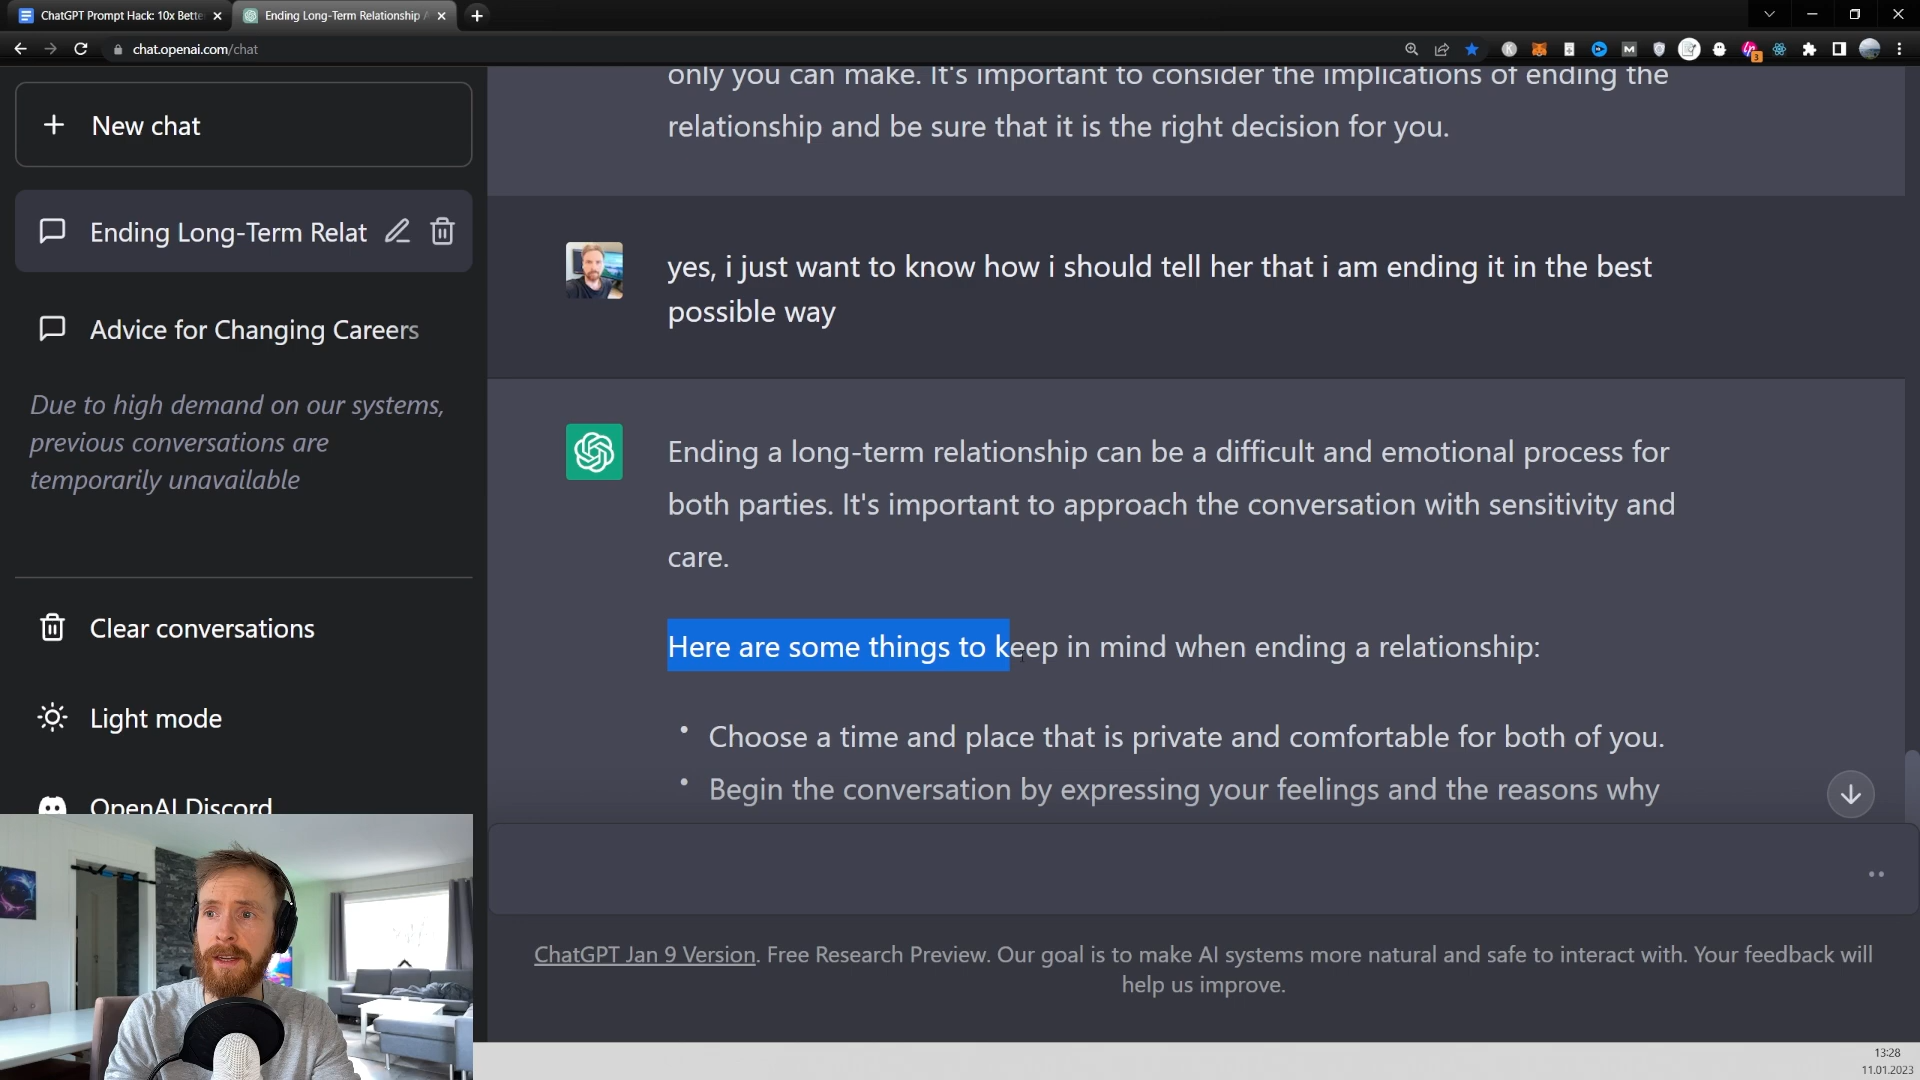 ChatGPT Prompt Hack: 10x Bette
Ending Long-Term Relationship A
chat.openai.com/chat
3
New chat
Ending Long-Term Relat
Advice for Changing Careers
Due to high demand on our systems,
previous conversations are
temporarily unavailable
Clear conversations
Light mode
OpenAI Discord
only you can make. It's important to consider the implications of ending the
relationship and be sure that it is the right decision for you.
yes, i just want to know how i should tell her that i am ending it in the best
possible way
Ending a long-term relationship can be a difficult and emotional process for
both parties. It's important to approach the conversation with sensitivity and
care.
Here are some things to keep in mind when ending a relationship:
• Choose a time and place that is private and comfortable for both of you.
• Begin the conversation by expressing your feelings and the reasons why
ChatGPT Jan 9 Version. Free Research Preview. Our goal is to make AI systems more natural and safe to interact with. Your feedback will
help us improve.
13:28
11.01.2023